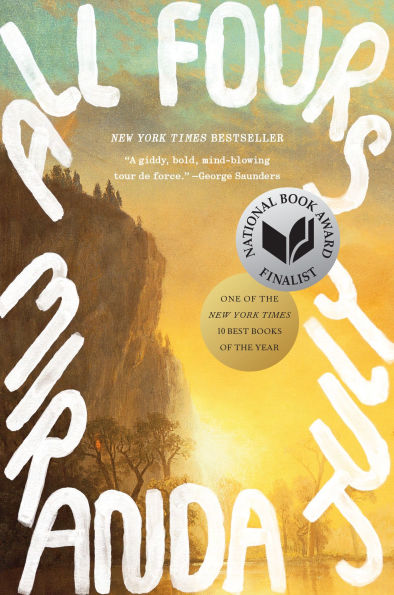 ALL FOURS
NEW YORK TIMES BESTSELLER
“A giddy, bold, mind-blowing
tour de force.” —George Saunders
NATIONAL BOOK AWARD
FINALIST
ONE OF THE
NEW YORK TIMES
10 BEST BOOKS
OF THE YEAR
MIRANDA
JULY